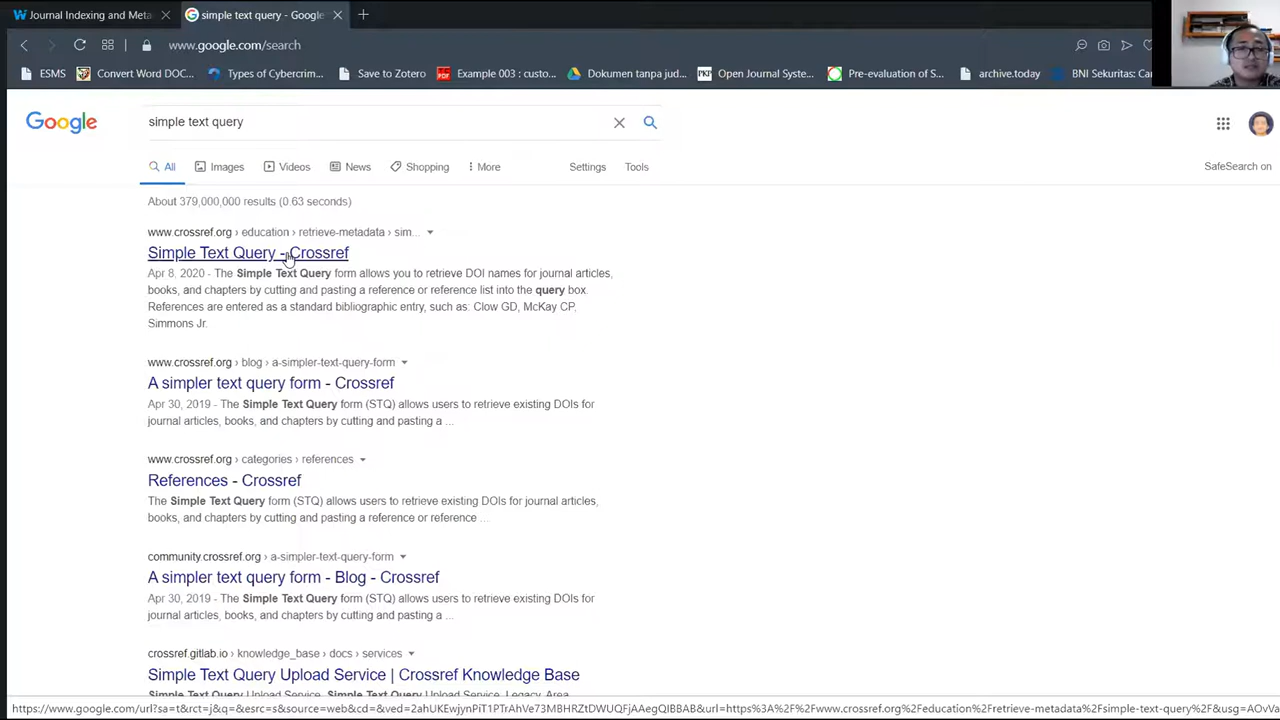 Journal Indexing and Meta
simple text query - Google
www.google.com/search
ESMS
Convert Word DOC...
Types of Cybercrim...
Save to Zotero
Example 003 : custo...
Dokumen tanpa jud...
Open Journal Syste...
Pre-evaluation of S...
archive.today
BNI Sekuritas: Ca
Google
simple text query
All
Images
Videos
News
Shopping
More
Settings
Tools
SafeSearch on
About 379,000,000 results (0.63 seconds)
www.crossref.org › education › retrieve-metadata › sim...
Simple Text Query - Crossref
Apr 8, 2020 - The Simple Text Query form allows you to retrieve DOI names for journal articles,
books, and chapters by cutting and pasting a reference or reference list into the query box.
References are entered as a standard bibliographic entry, such as: Clow GD, McKay CP,
Simmons Jr.
www.crossref.org › blog › a-simpler-text-query-form
A simpler text query form - Crossref
Apr 30, 2019 - The Simple Text Query form (STQ) allows users to retrieve existing DOIs for
journal articles, books, and chapters by cutting and pasting a ...
www.crossref.org › categories › references
References - Crossref
The Simple Text Query form (STQ) allows users to retrieve existing DOIs for journal articles,
books, and chapters by cutting and pasting a reference or reference ...
community.crossref.org › a-simpler-text-query-form
A simpler text query form - Blog - Crossref
Apr 30, 2019 - The Simple Text Query form (STQ) allows users to retrieve existing DOIs for
journal articles, books, and chapters by cutting and pasting a ...
crossref.gitlab.io › knowledge_base › docs › services
Simple Text Query Upload Service | Crossref Knowledge Base
Simple Text Query Upload Service, Simple Text Query Upload Service, Legacy, Area